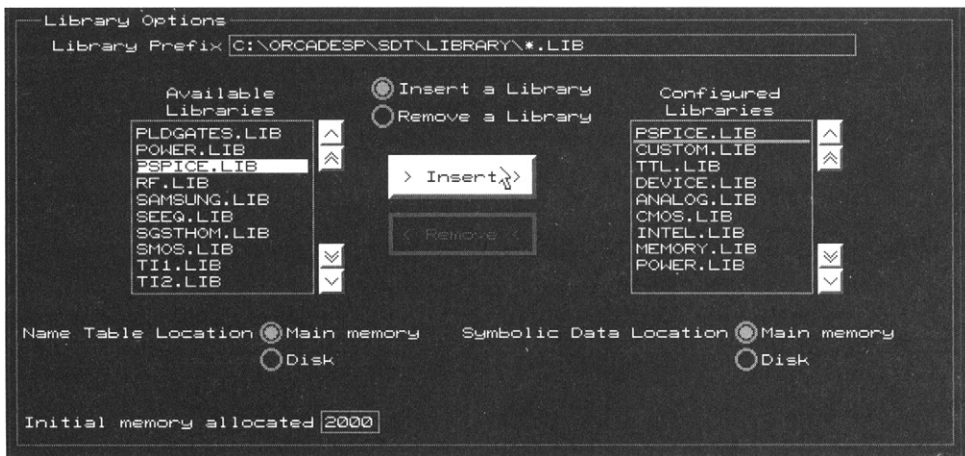 Library Options
Library Prefix C:\ORCADESP\SDT\LIBRARY\*.LIB
Available Libraries
PLDGATES.LIB
POWER.LIB
PSPICE.LIB
RF.LIB
SAMSUNG.LIB
SEEQ.LIB
SGSTHOM.LIB
SMOS.LIB
TI1.LIB
TI2.LIB
Insert a Library
Remove a Library
> Insert >
< Remove <
Configured Libraries
PSPICE.LIB
CUSTOM.LIB
TTL.LIB
DEVICE.LIB
ANALOG.LIB
CMOS.LIB
INTEL.LIB
MEMORY.LIB
POWER.LIB
Name Table Location Main memory
Disk
Symbolic Data Location Main memory
Disk
Initial memory allocated 2000